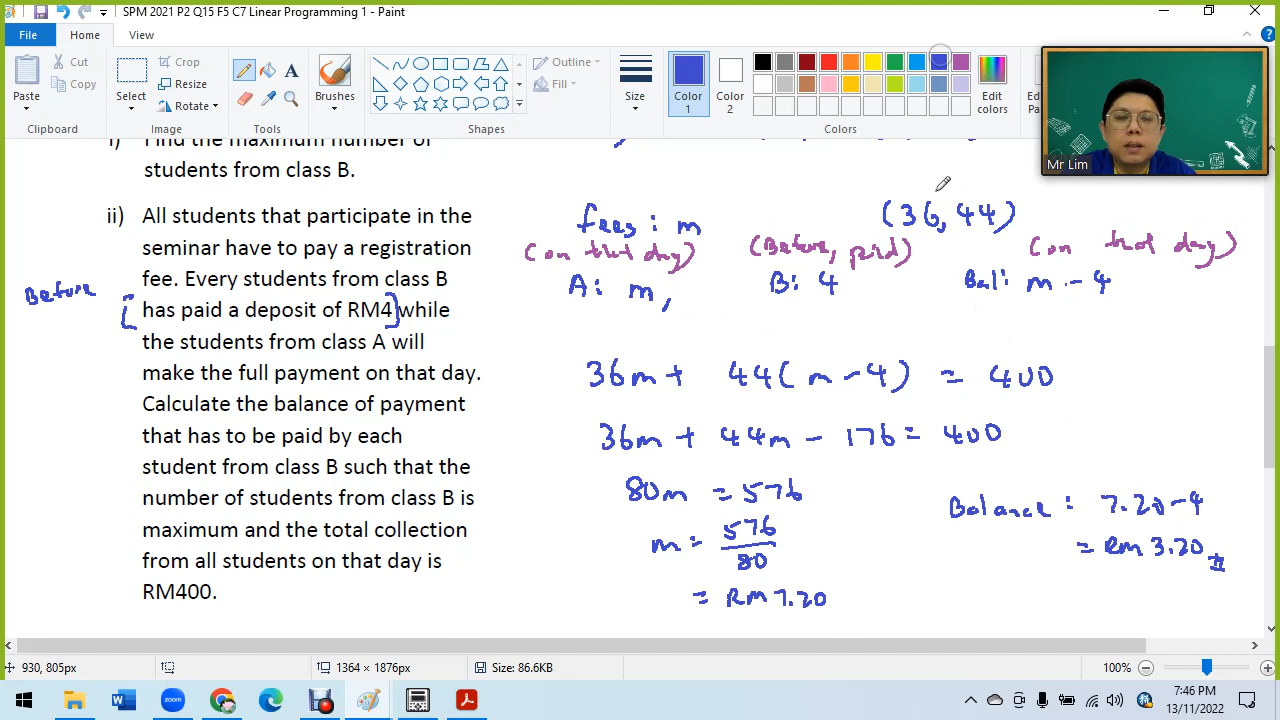 SPM 2021 P2 Q15 F5 C7 Linear Programming 1 - Paint
File Home View
Paste Cut Copy Clipboard
Select Crop Resize Rotate Image
Tools
Brushes
Shapes
Outline Fill
Size
Color 1 Color 2 Colors Edit colors
Mr Lim
students from class B.
ii) All students that participate in the
seminar have to pay a registration
fee. Every students from class B
has paid a deposit of RM4 while
the students from class A will
make the full payment on that day.
Calculate the balance of payment
that has to be paid by each
student from class B such that the
number of students from class B is
maximum and the total collection
from all students on that day is
RM400.
Before
fees : m (36,44)
(on that day) (Before, paid) (on that day)
A: m, B: 4 Bal: m - 4
36m + 44(m-4) = 400
36m + 44m - 176 = 400
80m = 576
m = 576
80
= RM7.20
Balance : 7.20-4
= RM 3.20
930, 805px 1364 × 1876px Size: 86.6KB 100%
7:46 PM
13/11/2022